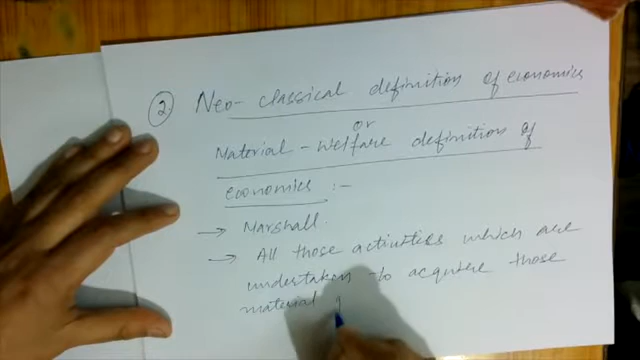 ② Neo-classical definition of economics
or
Material-Welfare definition of
economics :-
→ Marshall.
→ All those activities which are
undertaken to acquire those
material